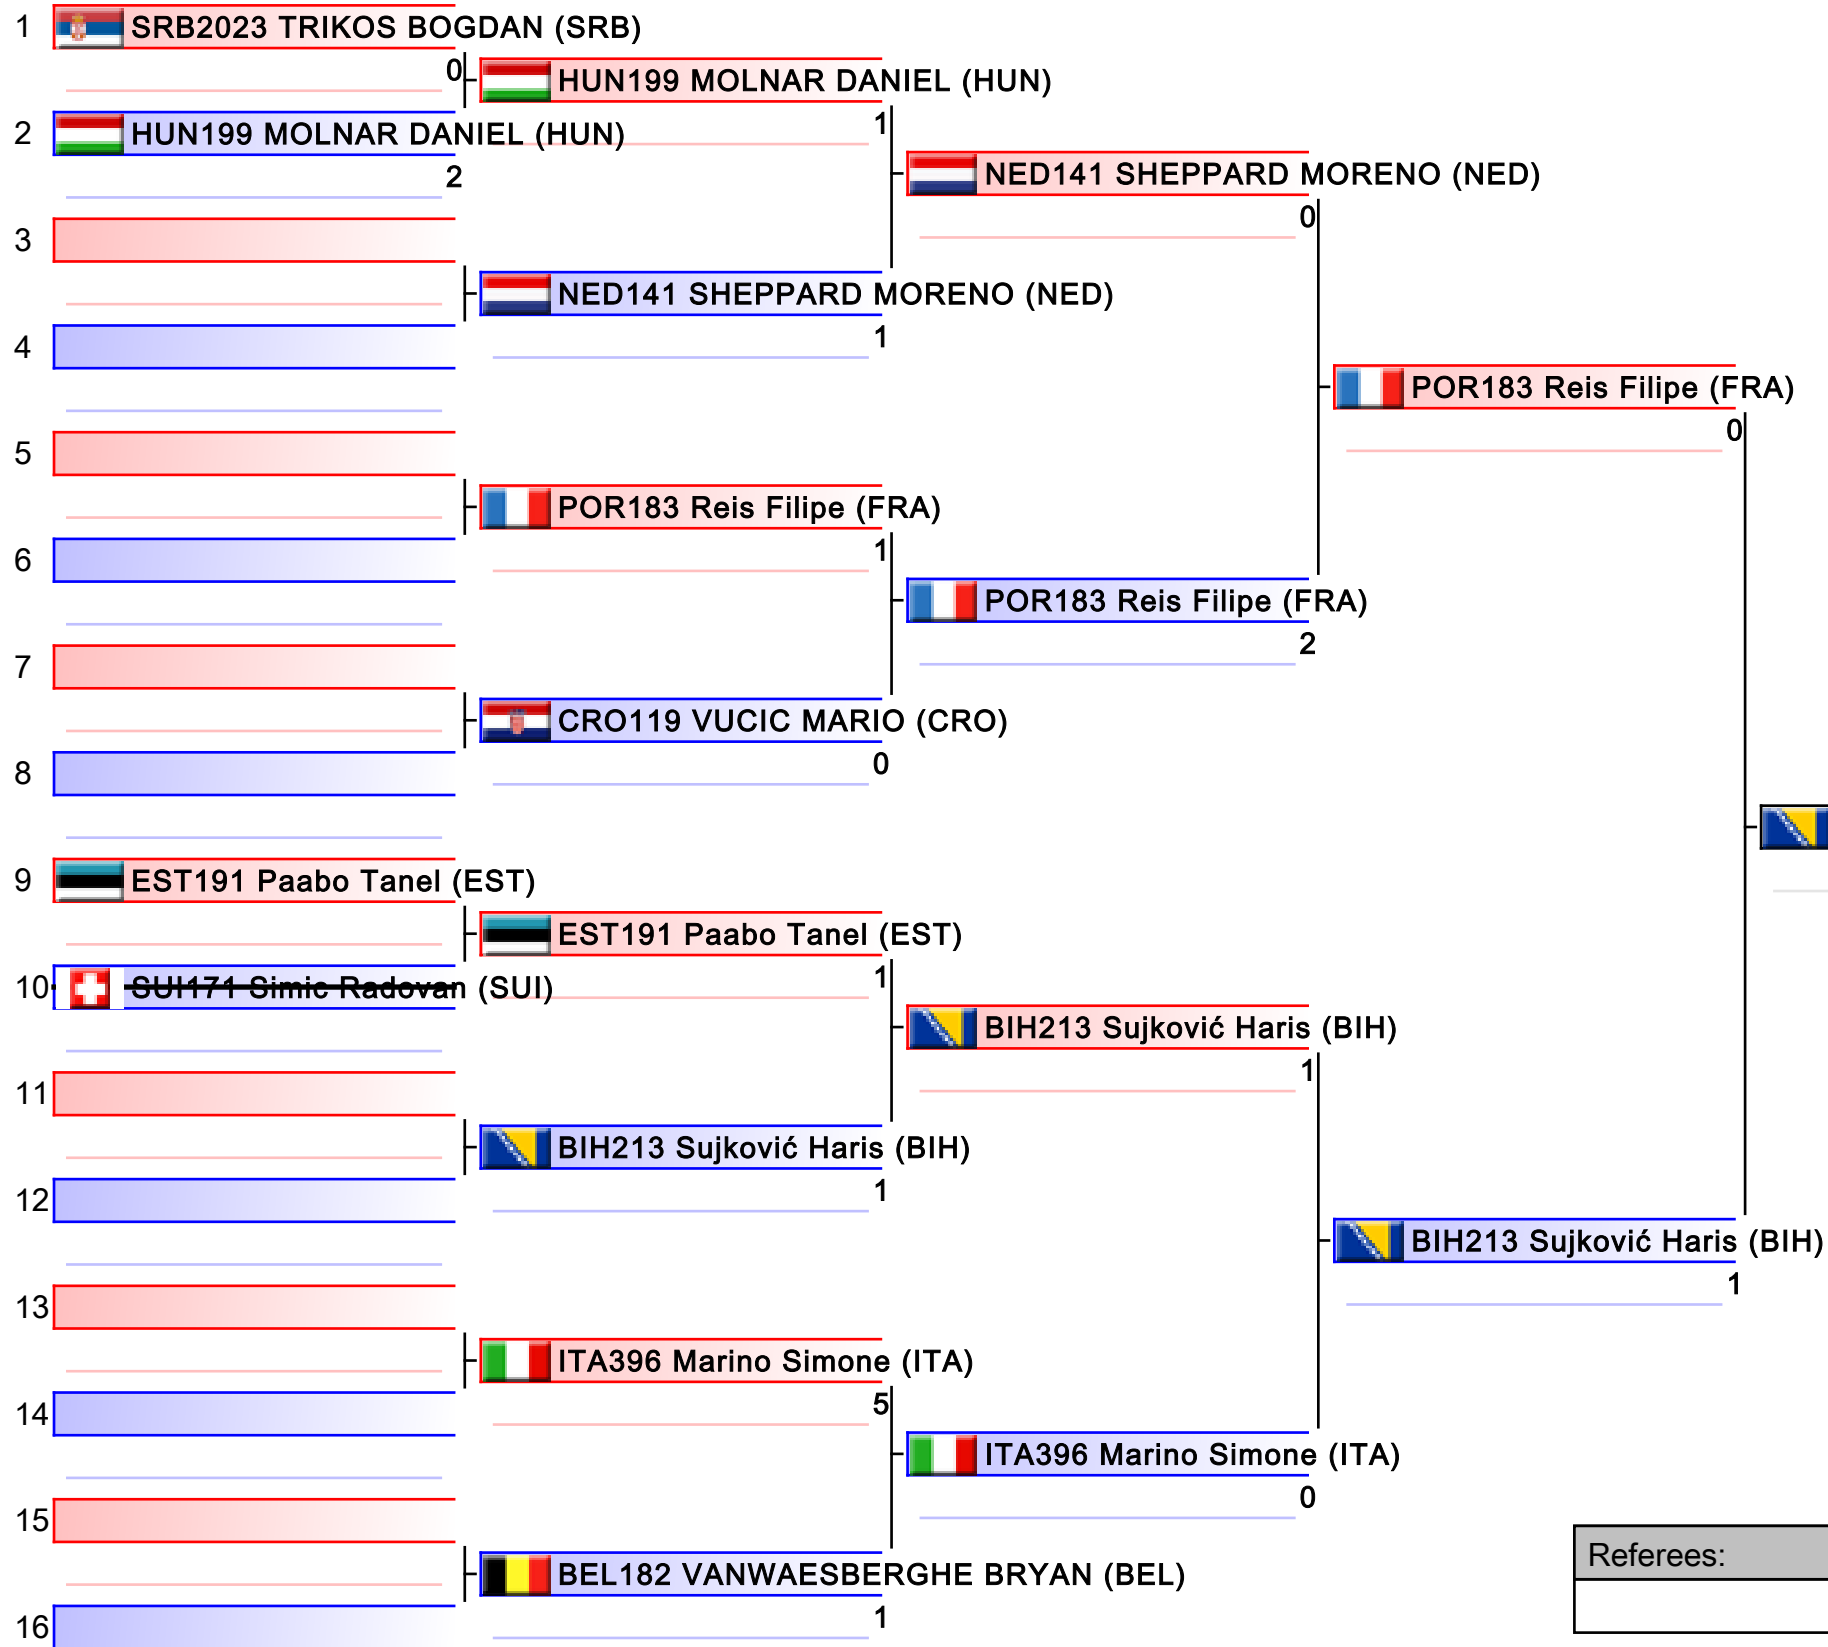 1 SRB2023 TRIKOS BOGDAN (SRB)
0
HUN199 MOLNAR DANIEL (HUN)
1
2 HUN199 MOLNAR DANIEL (HUN)
2
NED141 SHEPPARD MORENO (NED)
0
3
NED141 SHEPPARD MORENO (NED)
1
4
POR183 Reis Filipe (FRA)
0
5
POR183 Reis Filipe (FRA)
1
6
POR183 Reis Filipe (FRA)
2
7
CRO119 VUCIC MARIO (CRO)
0
8
9 EST191 Paabo Tanel (EST)
EST191 Paabo Tanel (EST)
1
10 SUI171 Simic Radovan (SUI)
BIH213 Sujković Haris (BIH)
1
11
BIH213 Sujković Haris (BIH)
1
12
BIH213 Sujković Haris (BIH)
1
13
ITA396 Marino Simone (ITA)
5
14
ITA396 Marino Simone (ITA)
0
15
BEL182 VANWAESBERGHE BRYAN (BEL)
1
16
Referees: